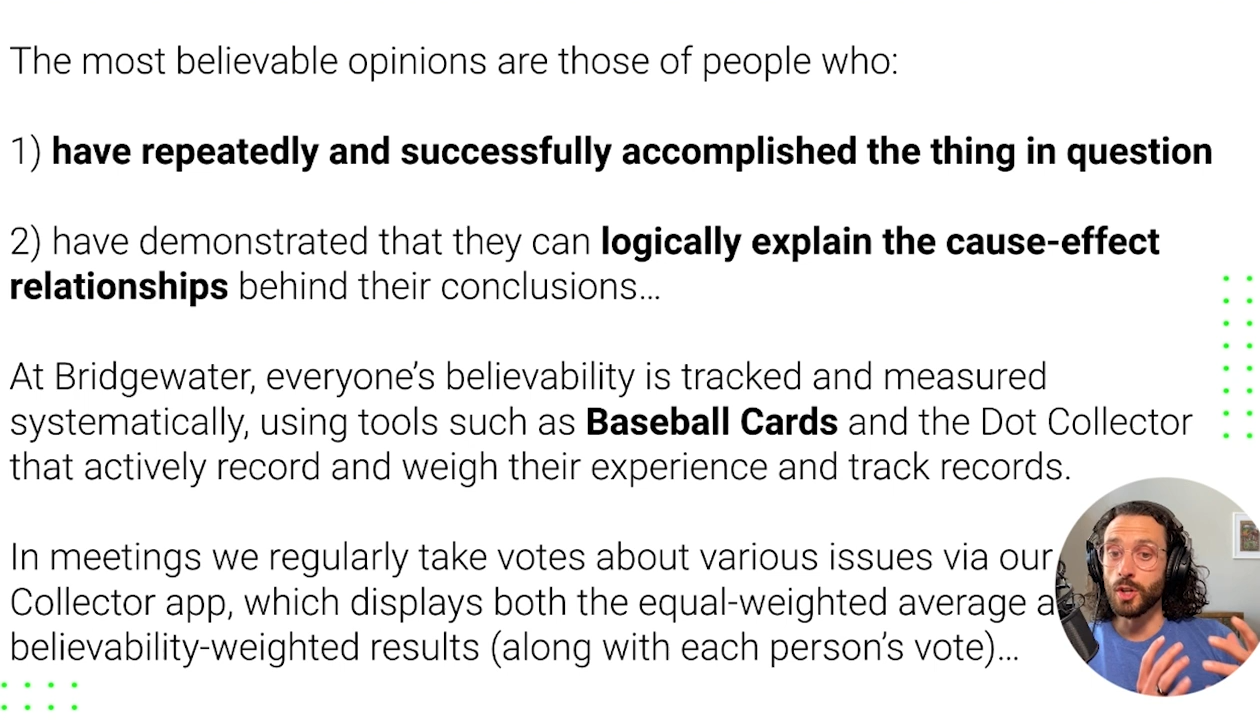 The most believable opinions are those of people who:
1) have repeatedly and successfully accomplished the thing in question
2) have demonstrated that they can logically explain the cause-effect
relationships behind their conclusions…
At Bridgewater, everyone’s believability is tracked and measured
systematically, using tools such as Baseball Cards and the Dot Collector
that actively record and weigh their experience and track records.
In meetings we regularly take votes about various issues via our
Collector app, which displays both the equal-weighted average
believability-weighted results (along with each person’s vote)…